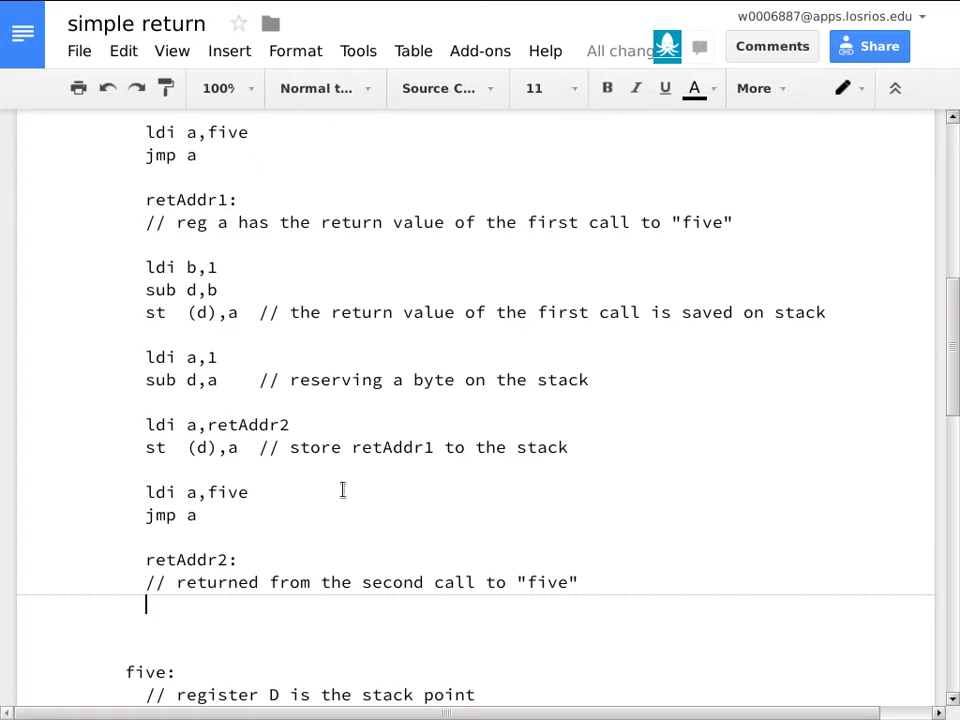 simple return
w0006887@apps.losrios.edu
File Edit View Insert Format Tools Table Add-ons Help All chang
Comments
Share
100% Normal t... Source C... 11 B I U A More
ldi a,five
jmp a
retAddr1:
// reg a has the return value of the first call to "five"
ldi b,1
sub d,b
st (d),a // the return value of the first call is saved on stack
ldi a,1
sub d,a // reserving a byte on the stack
ldi a,retAddr2
st (d),a // store retAddr1 to the stack
ldi a,five
jmp a
retAddr2:
// returned from the second call to "five"
five:
// register D is the stack point